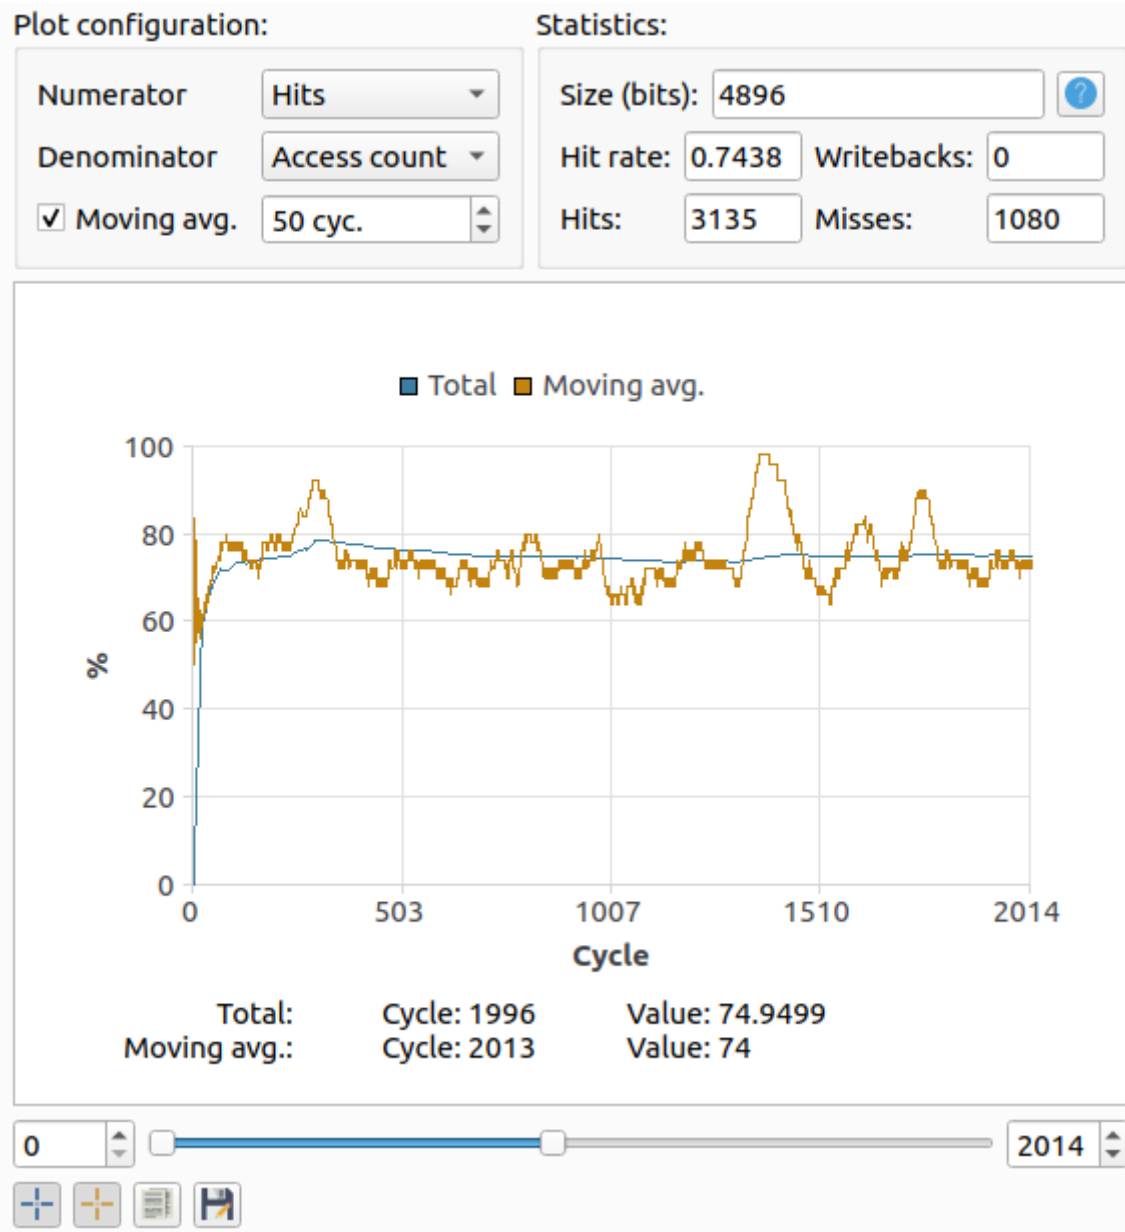 Plot configuration:
Numerator Hits
Denominator Access count
Moving avg. 50 cyc.
Statistics:
Size (bits): 4896 ?
Hit rate: 0.7438 Writebacks: 0
Hits: 3135 Misses: 1080
Total Moving avg.
100
80
60
40
20
0
%
0 503 1007 1510 2014
Cycle
Total: Cycle: 1996 Value: 74.9499
Moving avg.: Cycle: 2013 Value: 74
0 2014